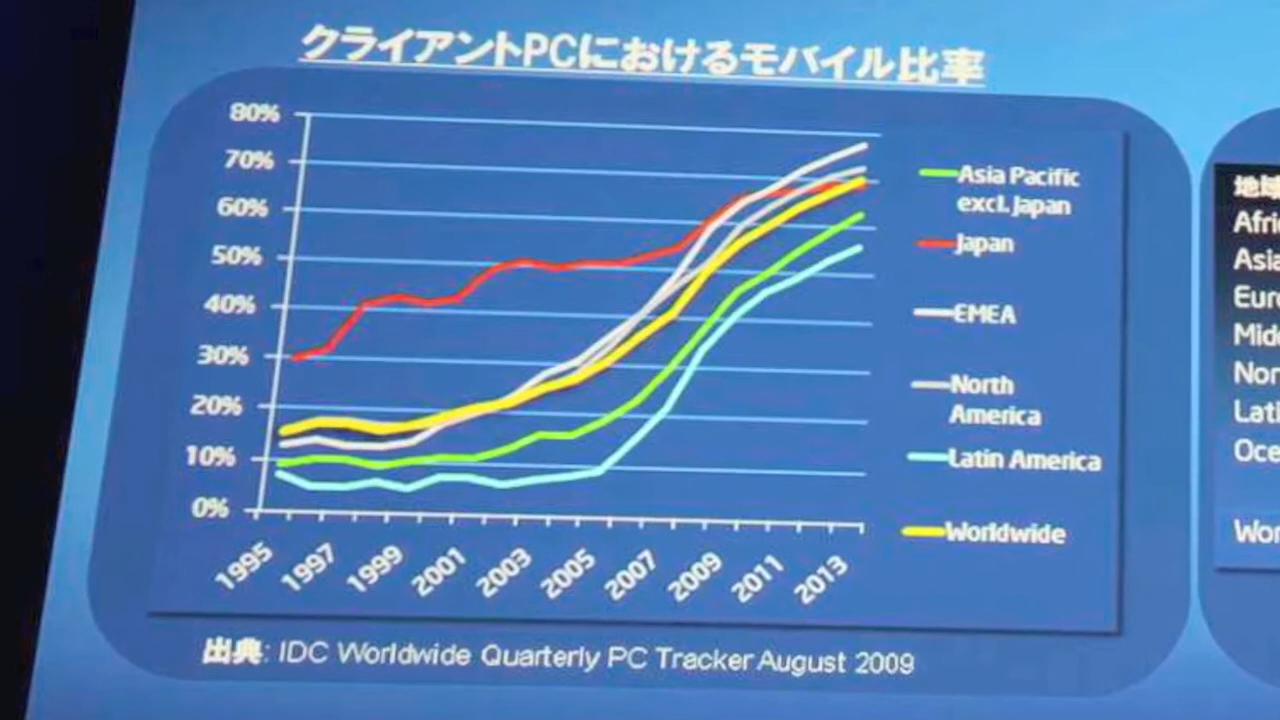 クライアントPCにおけるモバイル比率
80%
70%
60%
50%
40%
30%
20%
10%
0%
1995
1997
1999
2001
2003
2005
2007
2009
2011
2013
Asia Pacific
excl. Japan
Japan
EMEA
North
America
Latin America
Worldwide
出典: IDC Worldwide Quarterly PC Tracker August 2009